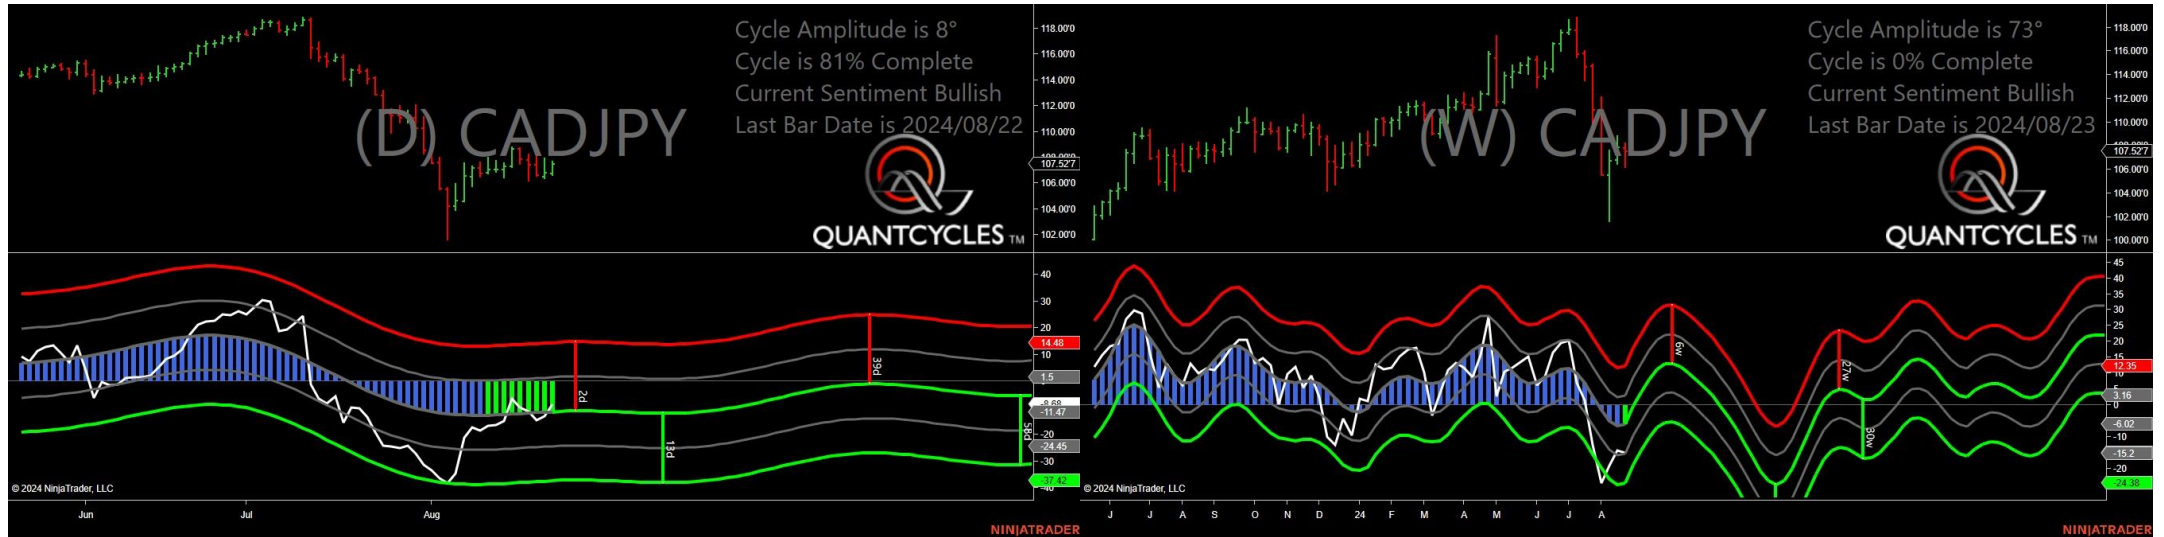 Cycle Amplitude is 8°
Cycle is 81% Complete
Current Sentiment Bullish
Last Bar Date is 2024/08/22
(D) CADJPY
QUANTCYCLES TM
118.00'0
116.00'0
114.00'0
112.00'0
110.00'0
107.527
106.00'0
104.00'0
102.00'0
40
30
20
14.48
10
1.5
-8.68
-11.47
-20
-24.45
-30
-37.42
2d
13d
39d
58d
© 2024 NinjaTrader, LLC
Jun
Jul
Aug
NINJATRADER
Cycle Amplitude is 73°
Cycle is 0% Complete
Current Sentiment Bullish
Last Bar Date is 2024/08/23
(W) CADJPY
QUANTCYCLES TM
118.00'0
116.00'0
114.00'0
112.00'0
110.00'0
107.527
106.00'0
104.00'0
102.00'0
100.00'0
45
40
35
30
25
20
15
12.35
10
3.16
0
-6.02
-10
-15.2
-20
-24.38
6w
27w
80w
© 2024 NinjaTrader, LLC
J
J
A
S
O
N
D
24
F
M
A
M
J
J
A
NINJATRADER